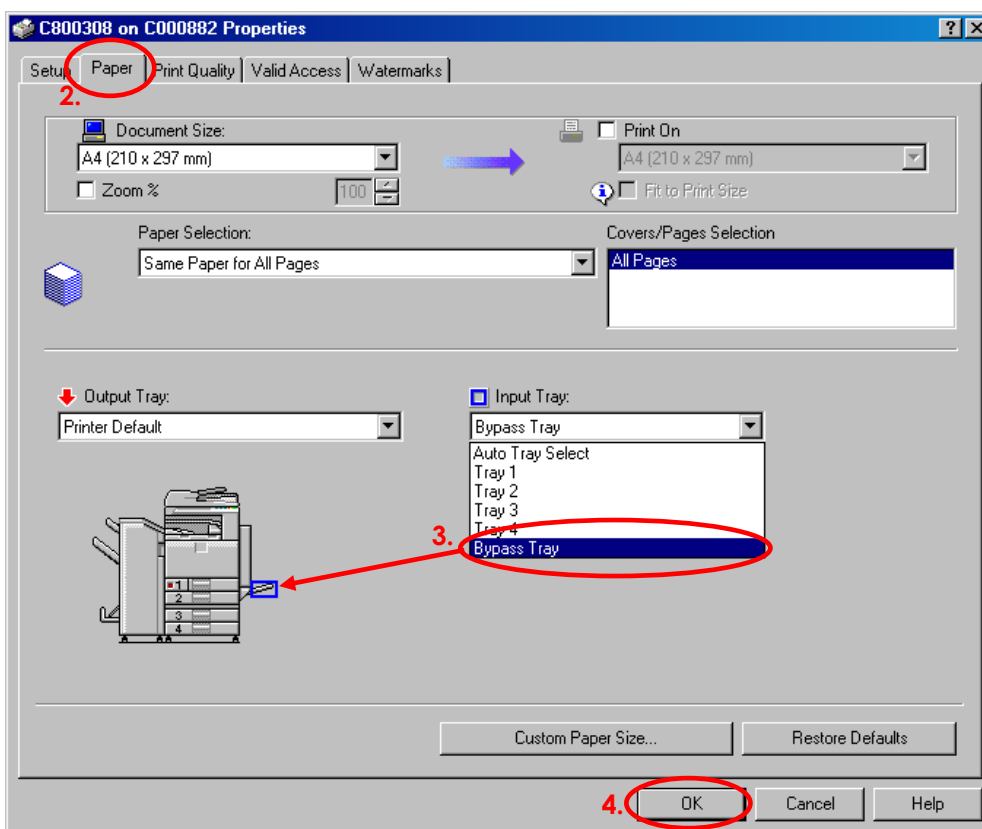 C800308 on C000882 Properties
Setup Paper Print Quality Valid Access Watermarks
2.
Document Size:
A4 (210 x 297 mm)
Zoom %
100
Print On
A4 (210 x 297 mm)
Fit to Print Size
Paper Selection:
Same Paper for All Pages
Covers/Pages Selection
All Pages
Output Tray:
Printer Default
Input Tray:
Bypass Tray
Auto Tray Select
Tray 1
Tray 2
Tray 3
Tray 4
3.
Bypass Tray
1
2
3
4
Custom Paper Size...
Restore Defaults
4.
OK
Cancel
Help